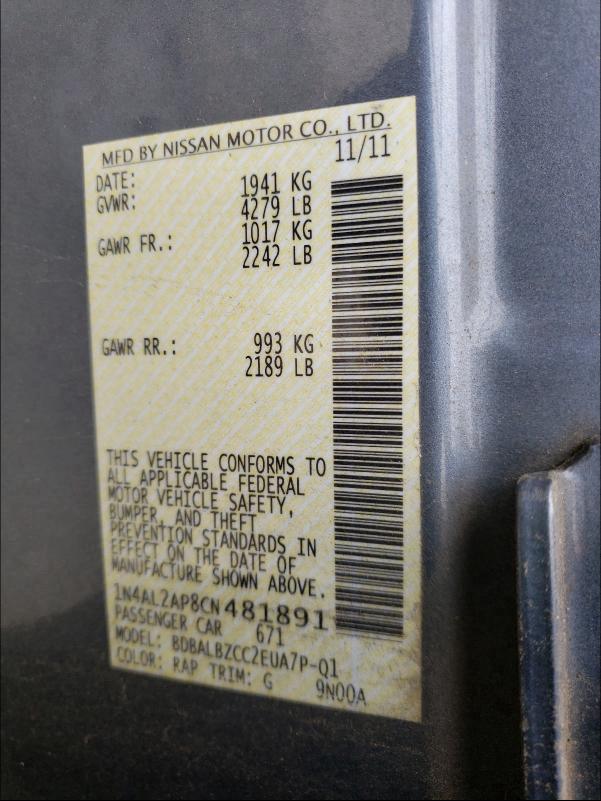 MFD BY NISSAN MOTOR CO., LTD.
DATE: 11/11
GVWR: 1941 KG
4279 LB
GAWR FR.: 1017 KG
2242 LB
GAWR RR.: 993 KG
2189 LB
THIS VEHICLE CONFORMS TO
ALL APPLICABLE FEDERAL
MOTOR VEHICLE SAFETY,
BUMPER, AND THEFT
PREVENTION STANDARDS IN
EFFECT ON THE DATE OF
MANUFACTURE SHOWN ABOVE.
1N4AL2AP8CN481891
PASSENGER CAR 671
MODEL: BDBALBZCC2EUA7P-Q1
COLOR: RAP TRIM: G 9N00A